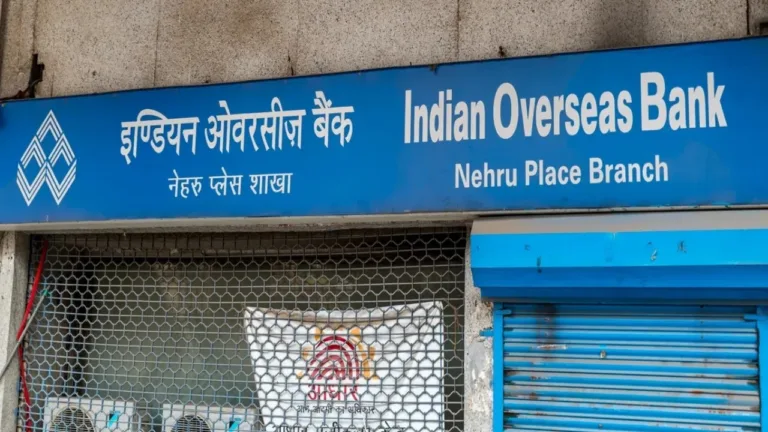 इण्डियन ओवरसीज़ बैंक
नेहरु प्लेस शाखा
Indian Overseas Bank
Nehru Place Branch
आधार